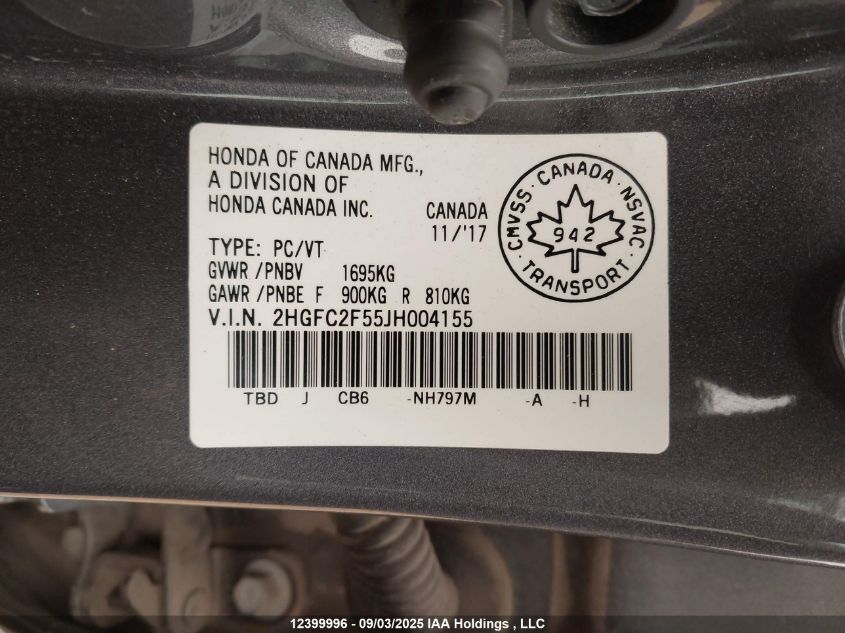 HONDA OF CANADA MFG.,
A DIVISION OF
HONDA CANADA INC.
CANADA
11/'17
TYPE: PC/VT
GVWR /PNBV 1695KG
GAWR /PNBE F 900KG R 810KG
V.I.N. 2HGFC2F55JH004155
TBD J CB6 -NH797M -A -H
CMVSS · CANADA · NSVAC
942
· TRANSPORT ·
12399996 - 09/03/2025 IAA Holdings , LLC